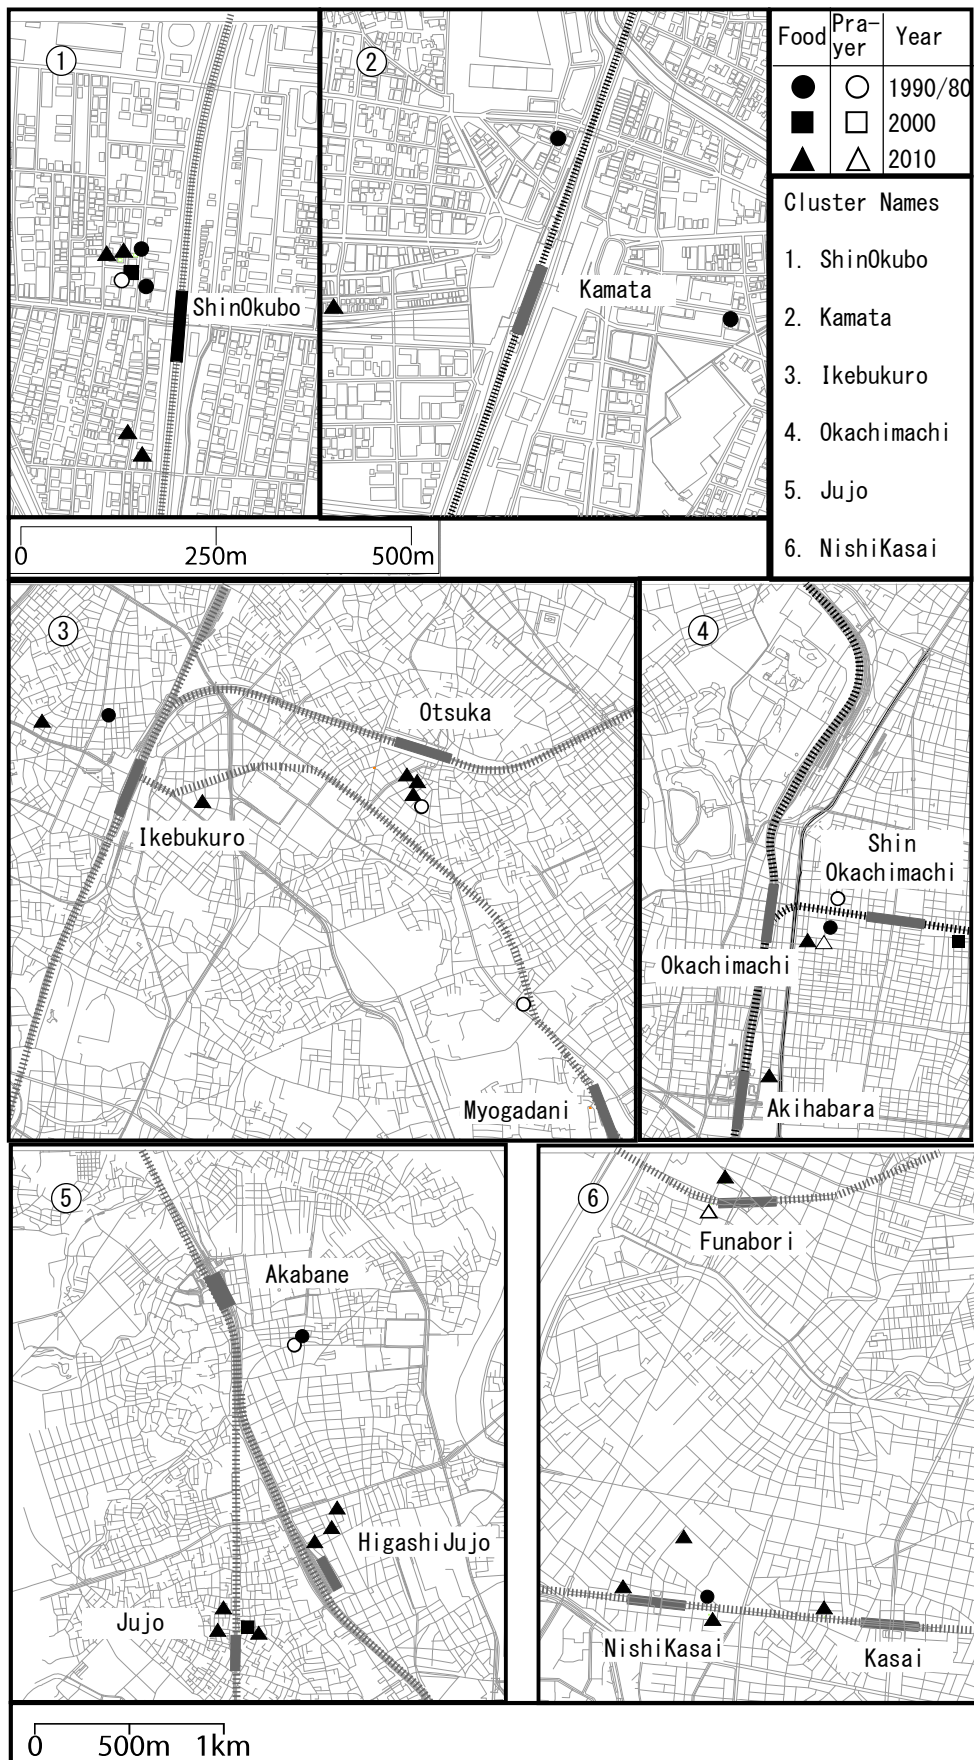 ①
ShinOkubo
②
Kamata
Food
Pra-
yer
Year
1990/80
2000
2010
Cluster Names
1. ShinOkubo
2. Kamata
3. Ikebukuro
4. Okachimachi
5. Jujo
6. NishiKasai
0 250m 500m
③
Otsuka
Ikebukuro
Myogadani
④
Shin
Okachimachi
Okachimachi
Akihabara
⑤
Akabane
HigashiJujo
Jujo
⑥
Funabori
NishiKasai
Kasai
0 500m 1km